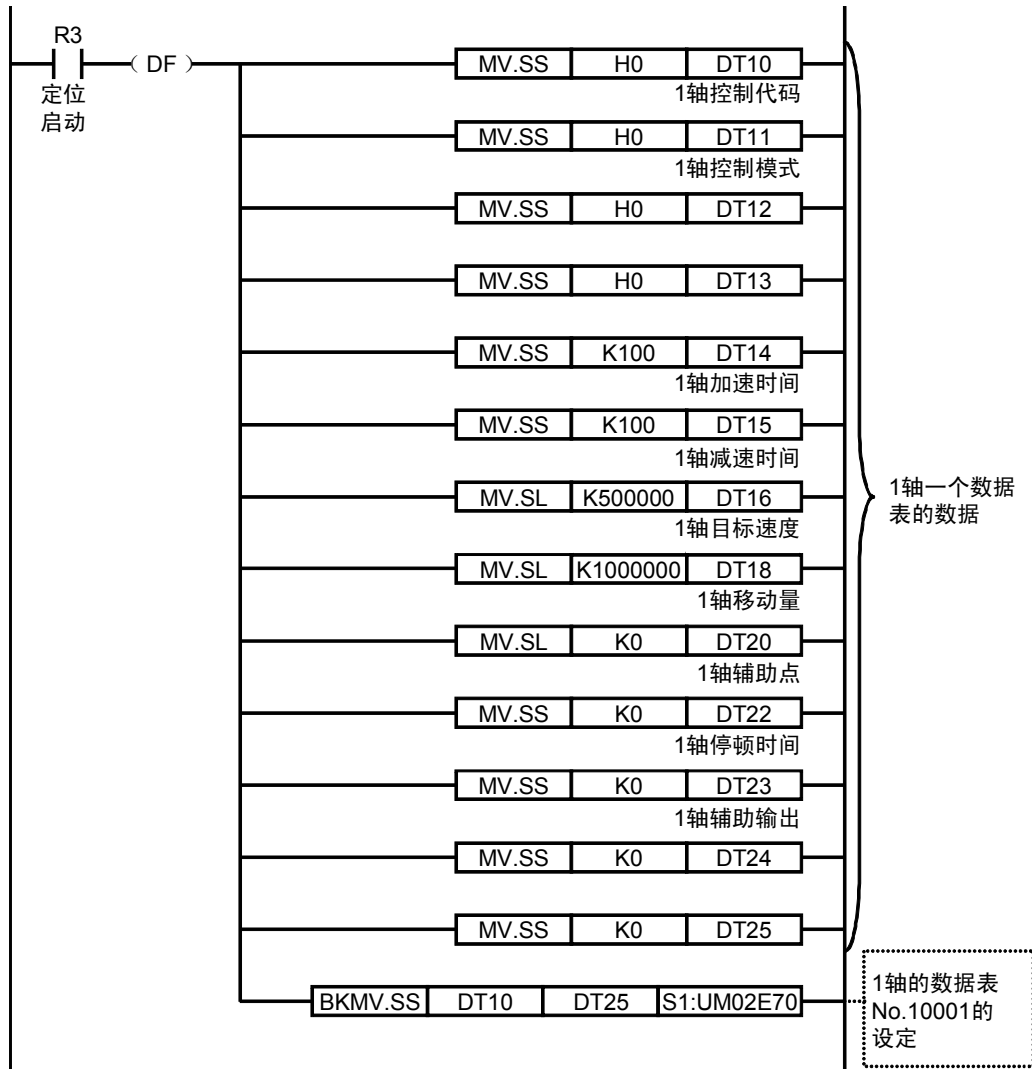 R3
( DF )
定位
启动
MV.SS H0 DT10
1轴控制代码
MV.SS H0 DT11
1轴控制模式
MV.SS H0 DT12
MV.SS H0 DT13
MV.SS K100 DT14
1轴加速时间
MV.SS K100 DT15
1轴减速时间
MV.SL K500000 DT16
1轴目标速度
MV.SL K1000000 DT18
1轴移动量
MV.SL K0 DT20
1轴辅助点
MV.SS K0 DT22
1轴停顿时间
MV.SS K0 DT23
1轴辅助输出
MV.SS K0 DT24
MV.SS K0 DT25
1轴一个数据
表的数据
BKMV.SS DT10 DT25 S1:UM02E70
1轴的数据表
No.10001的
设定